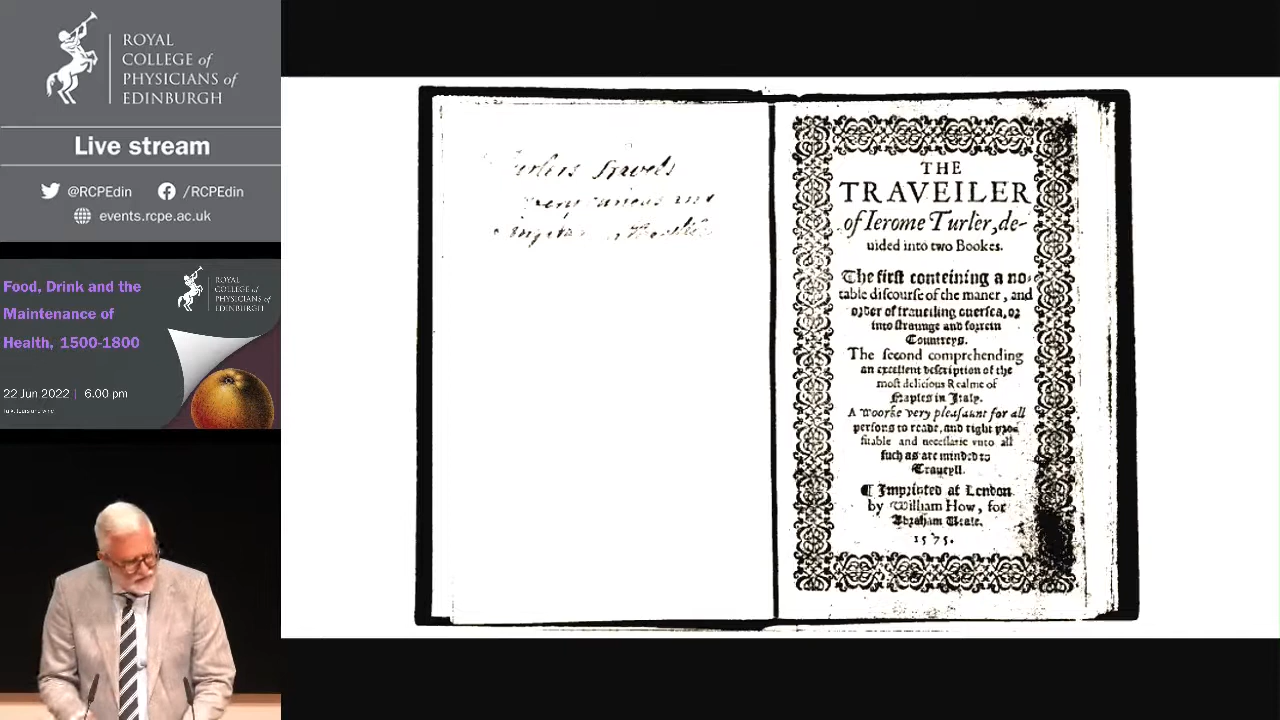 ROYAL
COLLEGE of
PHYSICIANS of
EDINBURGH
Live stream
@RCPEdin /RCPEdin
events.rcpe.ac.uk
ROYAL
COLLEGE of
PHYSICIANS of
EDINBURGH
Food, Drink and the
Maintenance of
Health, 1500-1800
22 Jun 2022 | 6.00 pm
Turlers Travels
very
THE
TRAVEILER
of Ierome Turler, de-
uided into two Bookes.
The first conteining a no-
table discourse of the maner, and
order of traueiling ouersea, or
into straunge and forrein
Countreys.
The second comprehending
an excellent description of the
most delicious Realme of
Naples in Italy.
A woorke very pleasaunt for all
persons to reade, and right pro-
fitable and necessarie vnto all
such as are minded to
Traueyll.
¶ Imprinted at London
by William How, for
Abraham Veale.
1575.